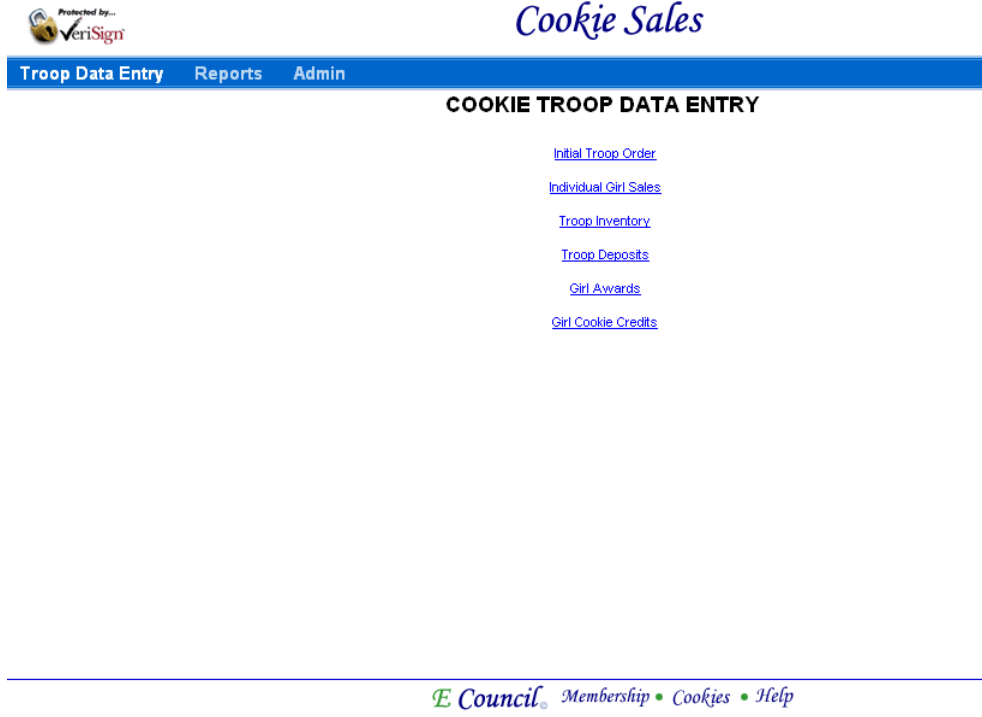 Protected by...
VeriSign
Cookie Sales
Troop Data Entry Reports Admin
COOKIE TROOP DATA ENTRY
Initial Troop Order
Individual Girl Sales
Troop Inventory
Troop Deposits
Girl Awards
Girl Cookie Credits
E Council® Membership • Cookies • Help